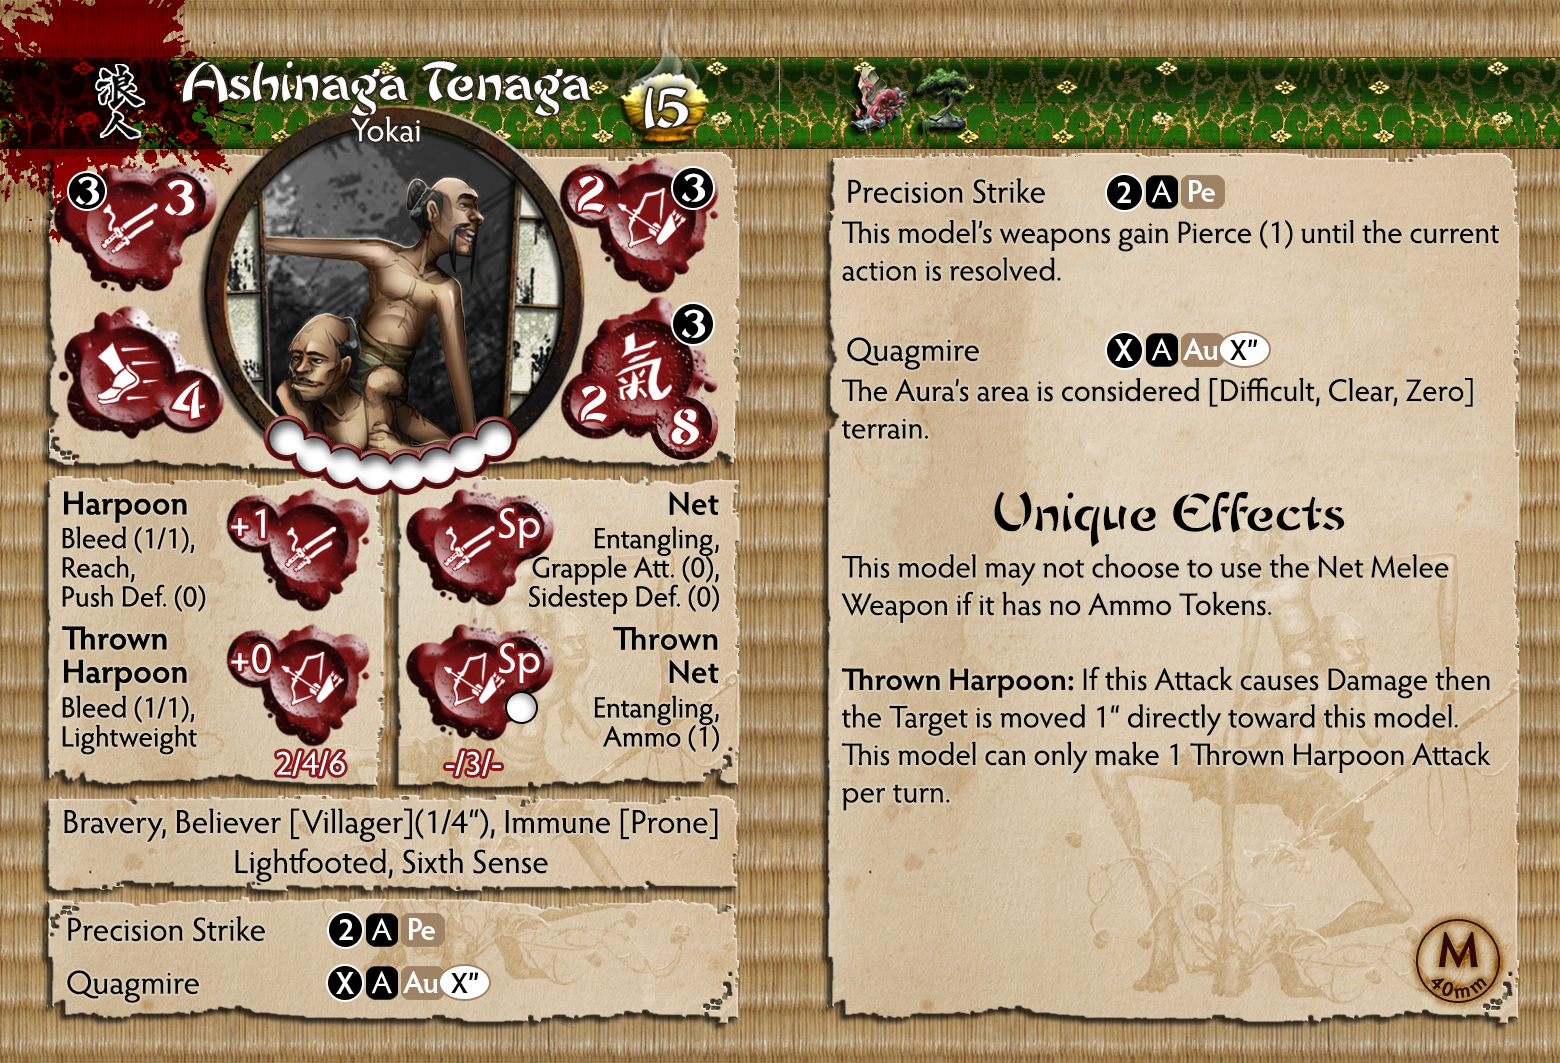 浪人
Ashinaga Tenaga
15
Yokai
3
3
2
3
4
氣
3
2
8
Harpoon
+1
Bleed (1/1),
Reach,
Push Def. (0)
Thrown
Harpoon
+0
Bleed (1/1),
Lightweight
2/4/6
Sp
Net
Entangling,
Grapple Att. (0),
Sidestep Def. (0)
Sp
Thrown
Net
Entangling,
Ammo (1)
-/3/-
Bravery, Believer [Villager](1/4"), Immune [Prone]
Lightfooted, Sixth Sense
Precision Strike 2 A Pe
Quagmire X A Au X"
Precision Strike 2 A Pe
This model's weapons gain Pierce (1) until the current
action is resolved.
Quagmire X A Au X"
The Aura's area is considered [Difficult, Clear, Zero]
terrain.
Unique Effects
This model may not choose to use the Net Melee
Weapon if it has no Ammo Tokens.
Thrown Harpoon: If this Attack causes Damage then
the Target is moved 1" directly toward this model.
This model can only make 1 Thrown Harpoon Attack
per turn.
M
40mm